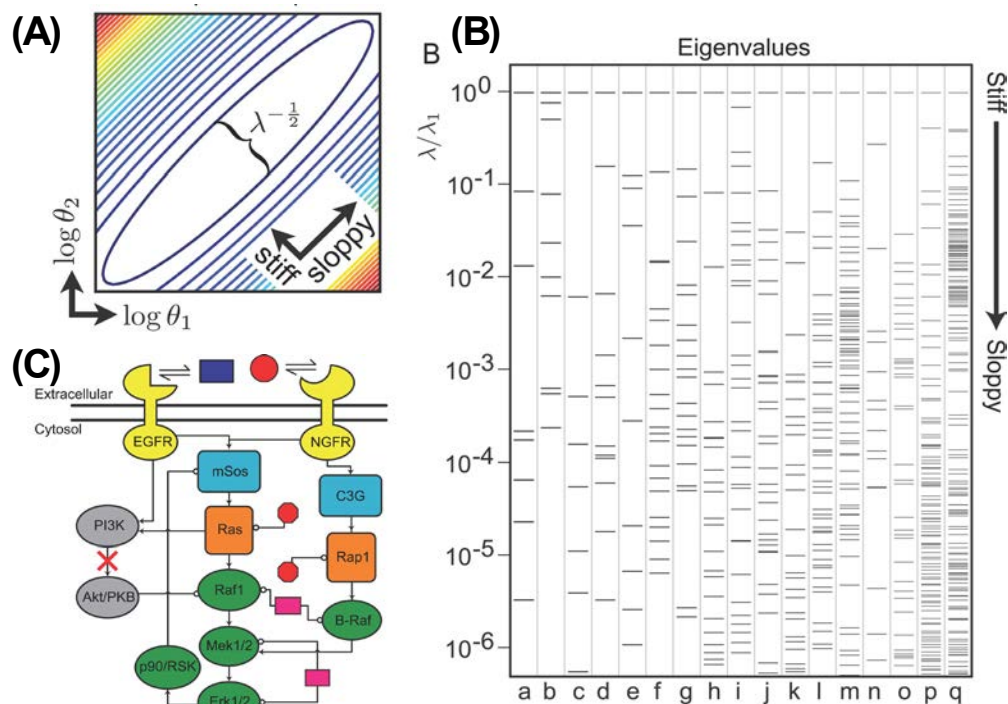 (A)
λ^{-1/2}
stiff
sloppy
log θ₂
log θ₁
(B)
B
Eigenvalues
λ/λ₁
10⁰
10⁻¹
10⁻²
10⁻³
10⁻⁴
10⁻⁵
10⁻⁶
Stiff
Sloppy
a b c d e f g h i j k l m n o p q
(C)
Extracellular
Cytosol
EGFR
NGFR
mSos
C3G
PI3K
Ras
Rap1
Akt/PKB
Raf1
B-Raf
Mek1/2
p90/RSK
Erk1/2